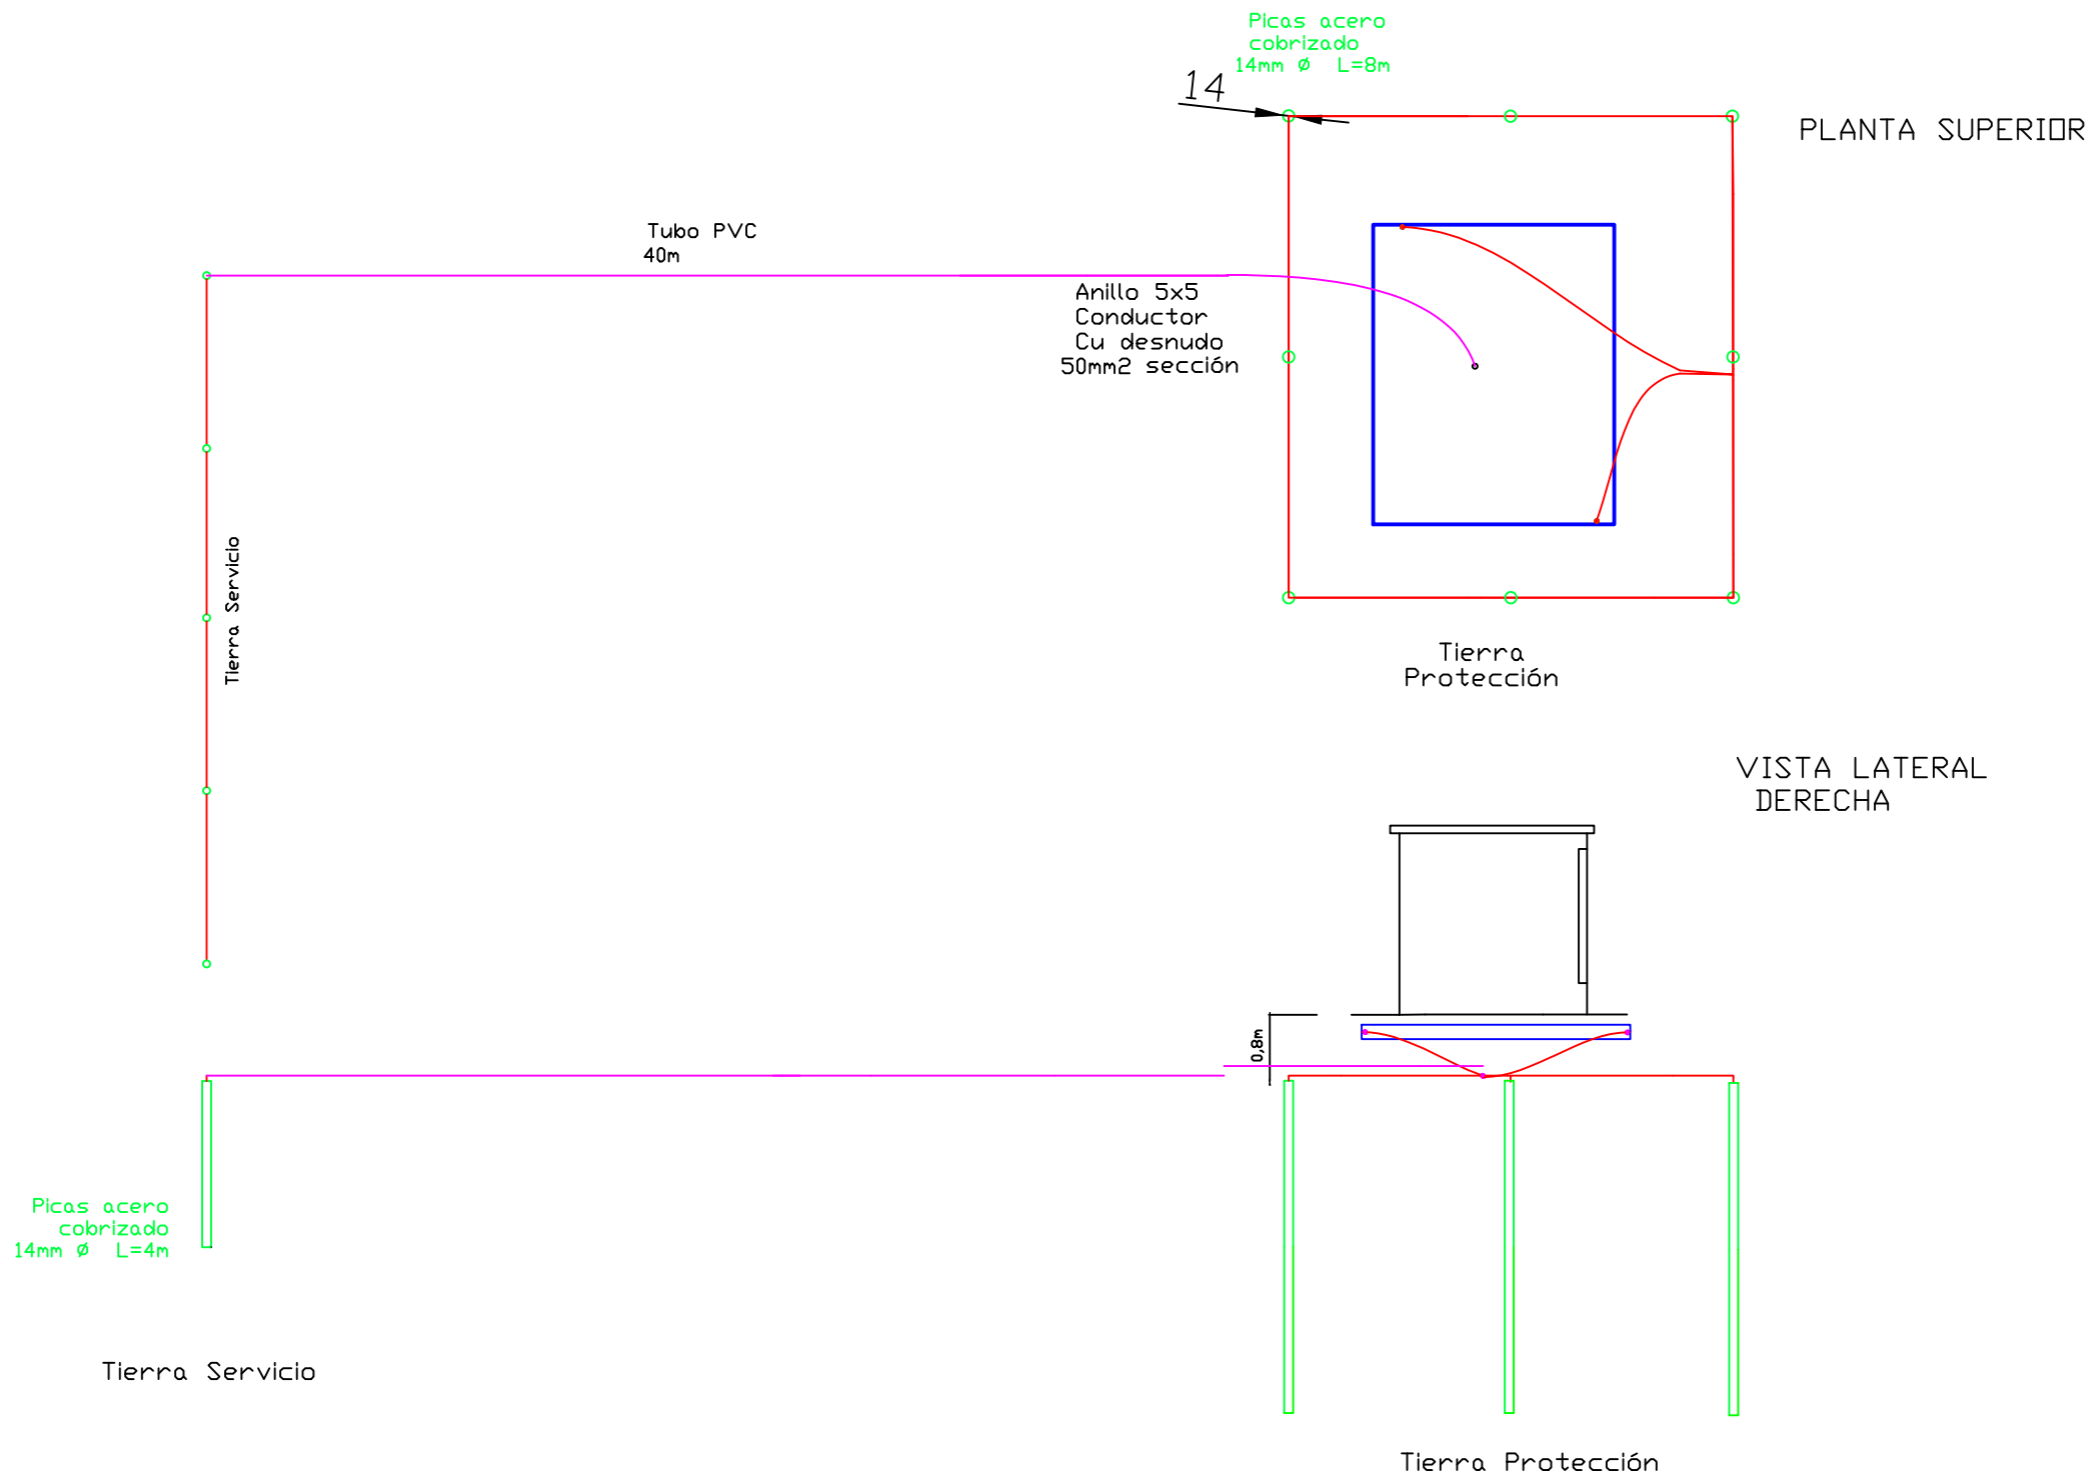 Picas acero
cobrizado
14mm ø L=8m
14
PLANTA SUPERIOR
Tubo PVC
40m
Anillo 5x5
Conductor
Cu desnudo
50mm2 sección
Tierra Servicio
Tierra
Protección
VISTA LATERAL
DERECHA
0,8m
Picas acero
cobrizado
14mm ø L=4m
Tierra Servicio
Tierra Protección